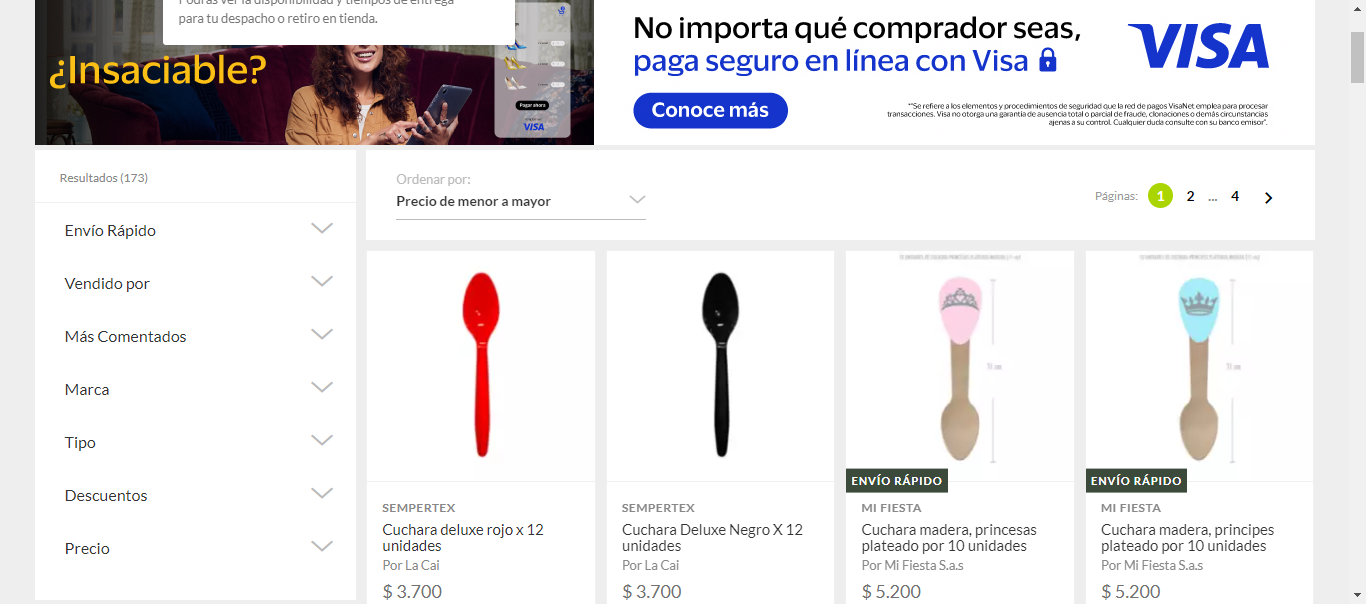 Podrás ver la disponibilidad y tiempos de entrega
para tu despacho o retiro en tienda.
¿Insaciable?
Pagar ahora
VISA
No importa qué comprador seas,
paga seguro en línea con Visa
Conoce más
VISA
"*Se refiere a los elementos y procedimientos de seguridad que la red de pagos VisaNet emplea para procesar
transacciones. Visa no otorga una garantía de ausencia total o parcial de fraude, clonaciones o demás circunstancias
ajenas a su control. Cualquier duda consulte con su banco emisor".
Resultados (173)
Envío Rápido
Vendido por
Más Comentados
Marca
Tipo
Descuentos
Precio
Ordenar por:
Precio de menor a mayor
Páginas: 1 2 ... 4
ENVÍO RÁPIDO
ENVÍO RÁPIDO
SEMPERTEX
Cuchara deluxe rojo x 12
unidades
Por La Cai
$ 3.700
SEMPERTEX
Cuchara Deluxe Negro X 12
unidades
Por La Cai
$ 3.700
MI FIESTA
Cuchara madera, princesas
plateado por 10 unidades
Por Mi Fiesta S.a.s
$ 5.200
MI FIESTA
Cuchara madera, principes
plateado por 10 unidades
Por Mi Fiesta S.a.s
$ 5.200